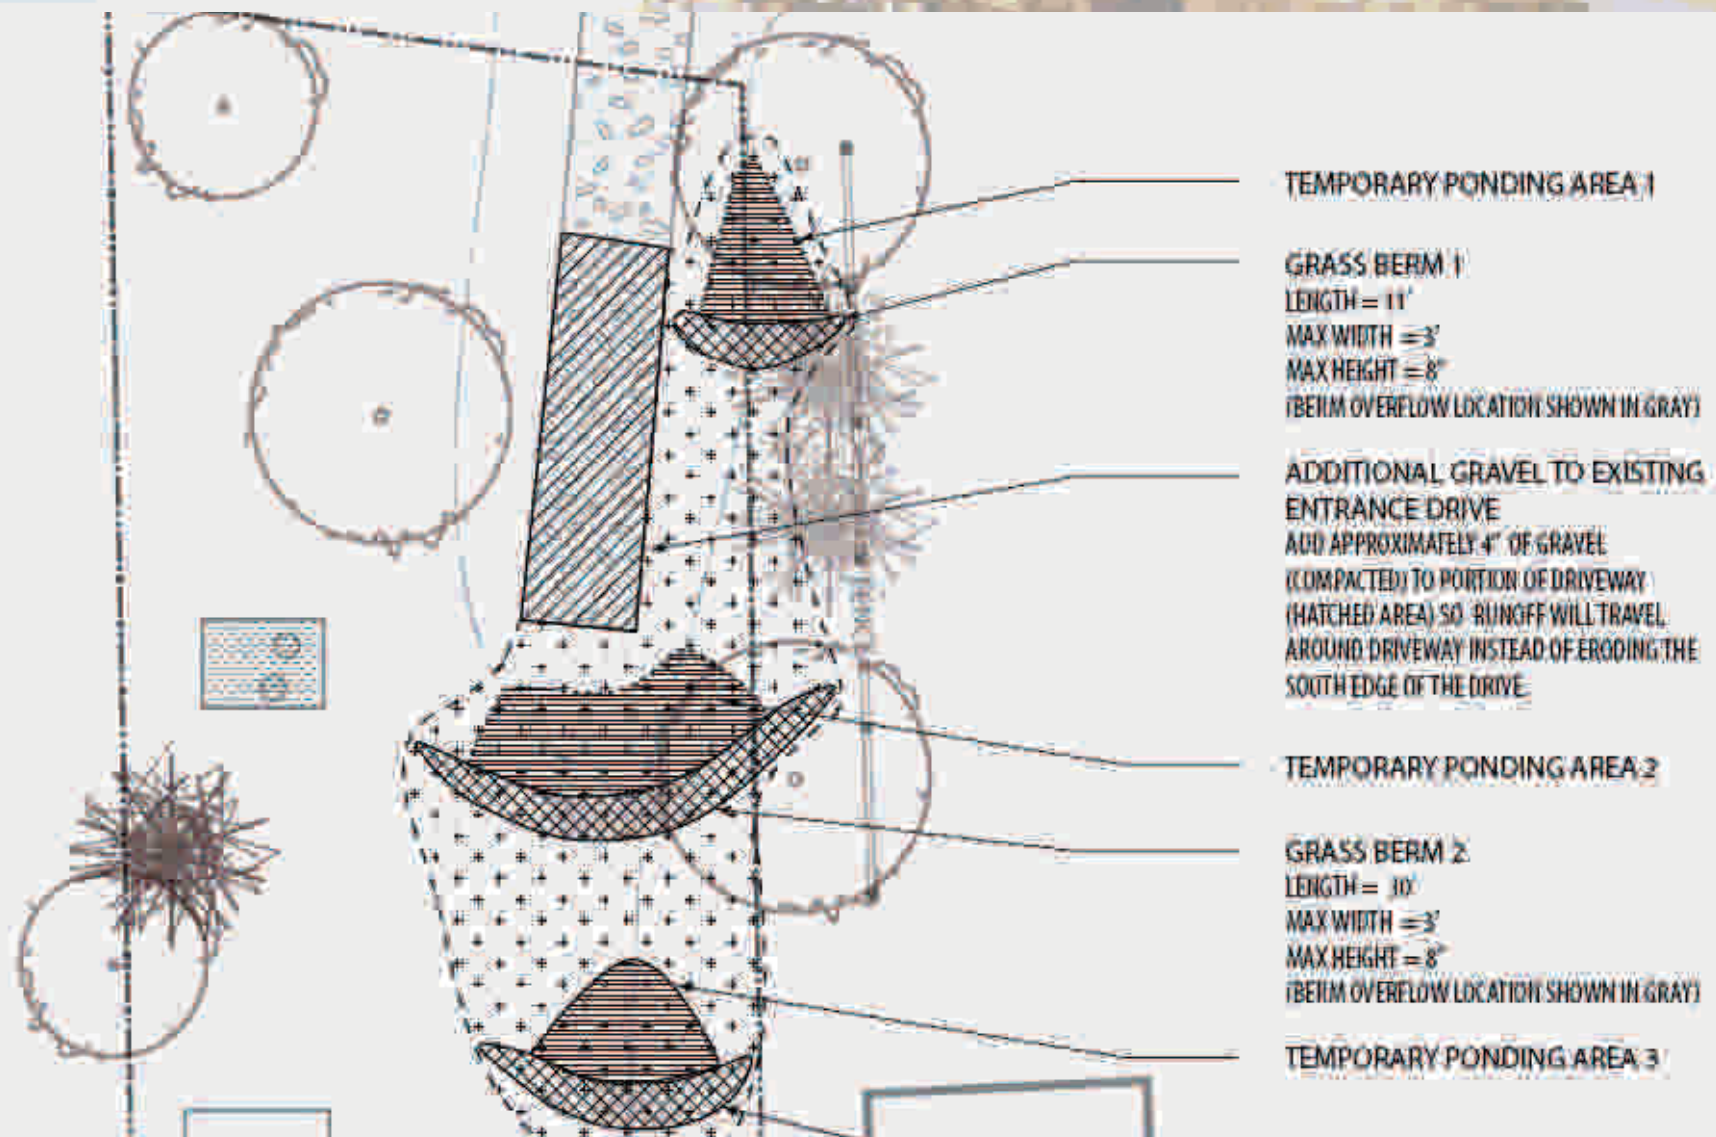 TEMPORARY PONDING AREA 1
GRASS BERM 1
LENGTH = 11'
MAX WIDTH = 3'
MAX HEIGHT = 8"
(BERM OVERFLOW LOCATION SHOWN IN GRAY)
ADDITIONAL GRAVEL TO EXISTING
ENTRANCE DRIVE
ADD APPROXIMATELY 4" OF GRAVEL
(COMPACTED) TO PORTION OF DRIVEWAY
(HATCHED AREA) SO RUNOFF WILL TRAVEL
AROUND DRIVEWAY INSTEAD OF ERODING THE
SOUTH EDGE OF THE DRIVE.
TEMPORARY PONDING AREA 2
GRASS BERM 2
LENGTH = 30'
MAX WIDTH = 3'
MAX HEIGHT = 8"
(BERM OVERFLOW LOCATION SHOWN IN GRAY)
TEMPORARY PONDING AREA 3